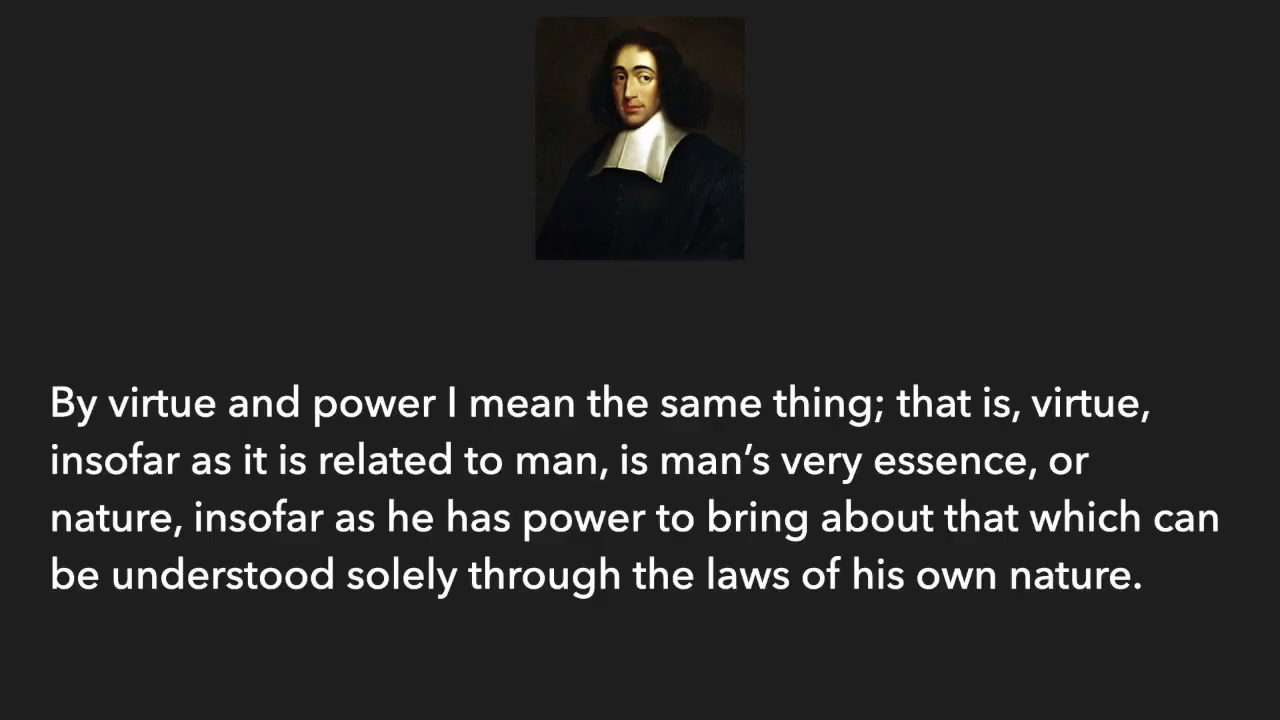 By virtue and power I mean the same thing; that is, virtue,
insofar as it is related to man, is man’s very essence, or
nature, insofar as he has power to bring about that which can
be understood solely through the laws of his own nature.